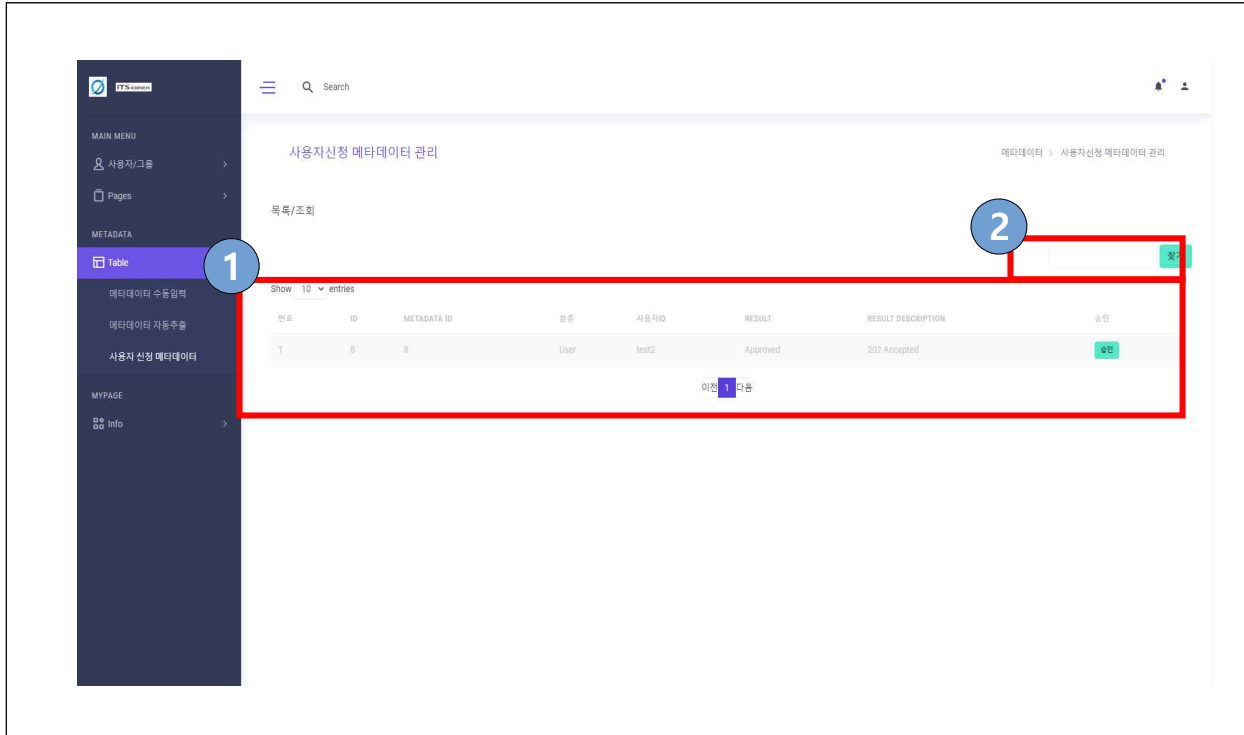 Search
MAIN MENU
사용자/그룹
Pages
METADATA
Table
메타데이터 수동입력
메타데이터 자동추출
사용자 신청 메타데이터
MYPAGE
Info
사용자신청 메타데이터 관리
메타데이터 > 사용자신청 메타데이터 관리
목록/조회
2
찾기
1
Show 10 entries
번호 ID METADATA ID 분류 사용자ID RESULT RESULT DESCRIPTION 승인
1 8 8 User test2 Approved 202 Accepted 승인
이전 1 다음